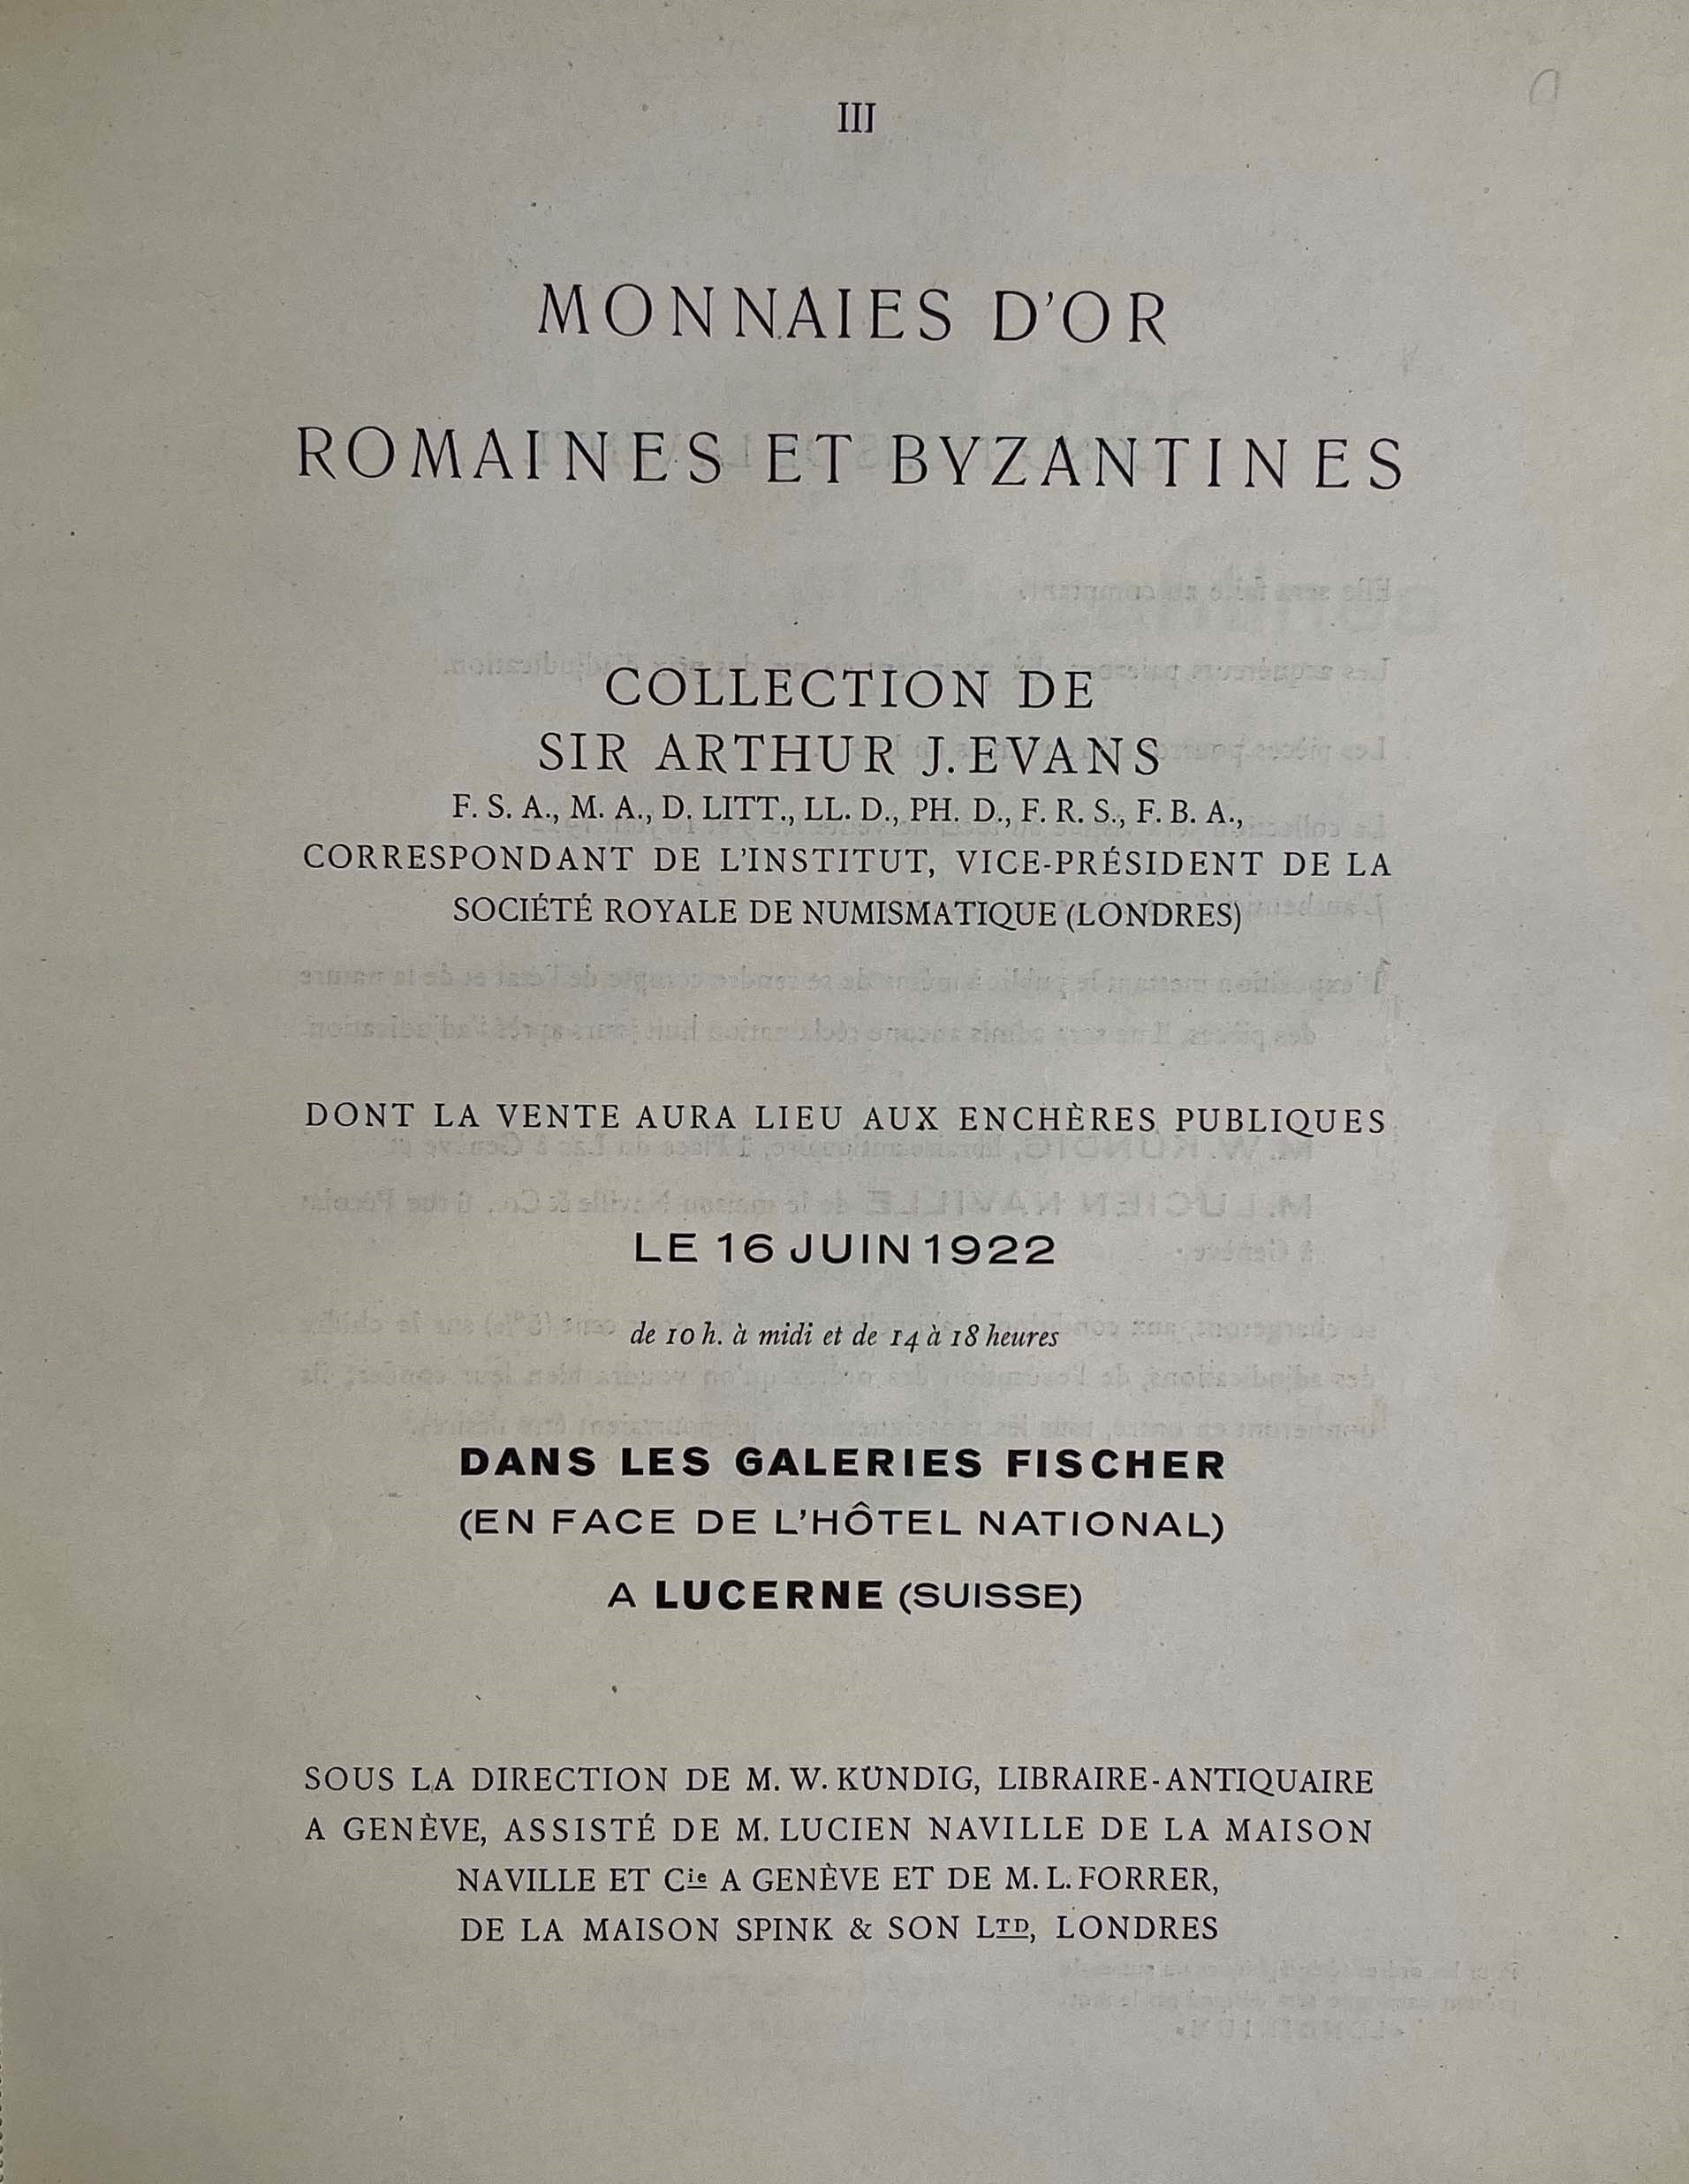 III
MONNAIES D'OR
ROMAINES ET BYZANTINES
COLLECTION DE
SIR ARTHUR J. EVANS
F. S. A., M. A., D. LITT., LL. D., PH. D., F. R. S., F. B. A.,
CORRESPONDANT DE L'INSTITUT, VICE-PRÉSIDENT DE LA
SOCIÉTÉ ROYALE DE NUMISMATIQUE (LONDRES)
DONT LA VENTE AURA LIEU AUX ENCHÈRES PUBLIQUES
LE 16 JUIN 1922
de 10 h. à midi et de 14 à 18 heures
DANS LES GALERIES FISCHER
(EN FACE DE L'HÔTEL NATIONAL)
A LUCERNE (SUISSE)
SOUS LA DIRECTION DE M. W. KÜNDIG, LIBRAIRE-ANTIQUAIRE
A GENÈVE, ASSISTÉ DE M. LUCIEN NAVILLE DE LA MAISON
NAVILLE ET Cie A GENÈVE ET DE M. L. FORRER,
DE LA MAISON SPINK & SON LTD, LONDRES